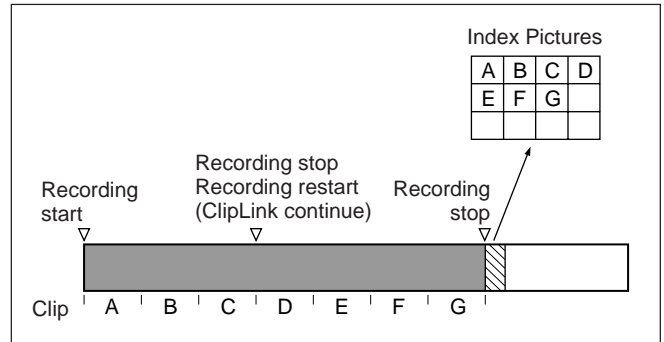 Index Pictures
A B C D
E F G
Recording start
Recording stop
Recording restart
(ClipLink continue)
Recording stop
Clip A B C D E F G